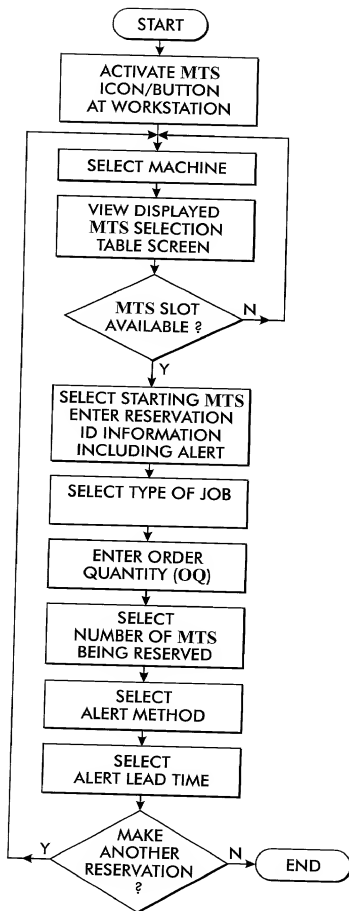 START
ACTIVATE MTS
ICON/BUTTON
AT WORKSTATION
SELECT MACHINE
VIEW DISPLAYED
MTS SELECTION
TABLE SCREEN
MTS SLOT
AVAILABLE ?
N
Y
SELECT STARTING MTS
ENTER RESERVATION
ID INFORMATION
INCLUDING ALERT
SELECT TYPE OF JOB
ENTER ORDER
QUANTITY (OQ)
SELECT
NUMBER OF MTS
BEING RESERVED
SELECT
ALERT METHOD
SELECT
ALERT LEAD TIME
MAKE
ANOTHER
RESERVATION
?
Y
N
END